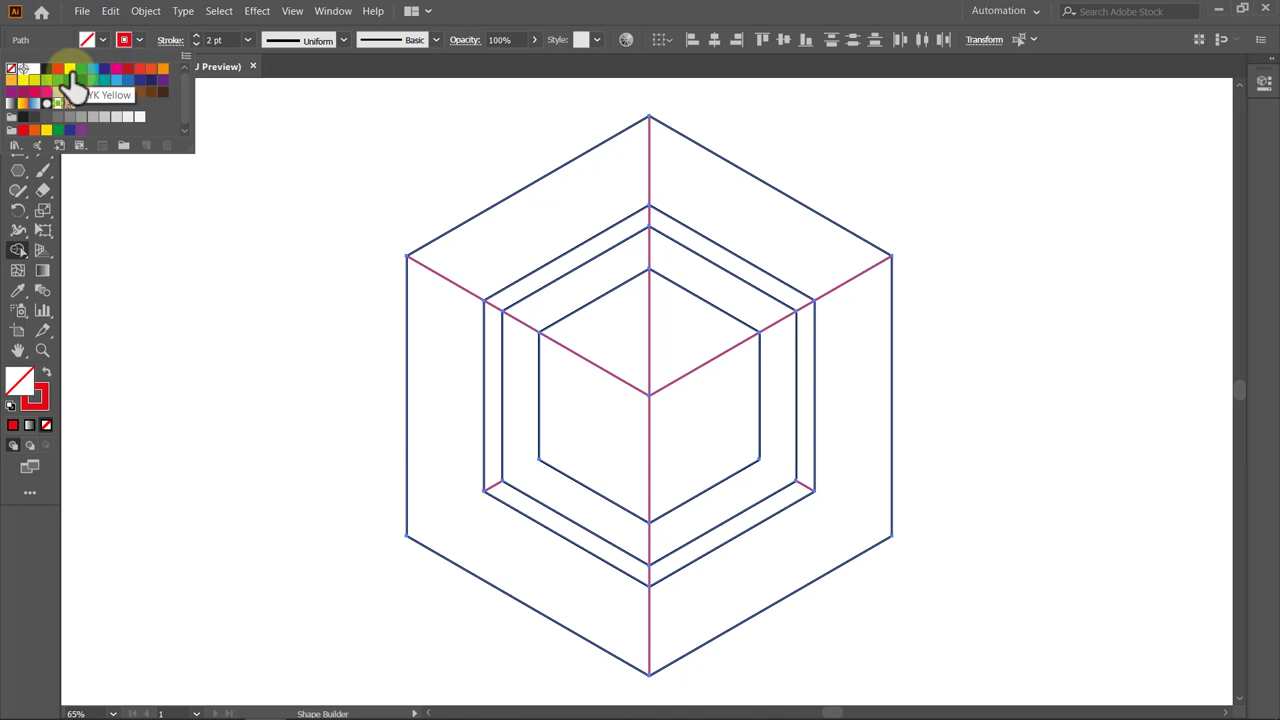 Ai File Edit Object Type Select Effect View Window Help Automation Search Adobe Stock
Path Stroke: 2 pt Uniform Basic Opacity: 100% Style: Transform
U Preview)
YK Yellow
65% 1 Shape Builder